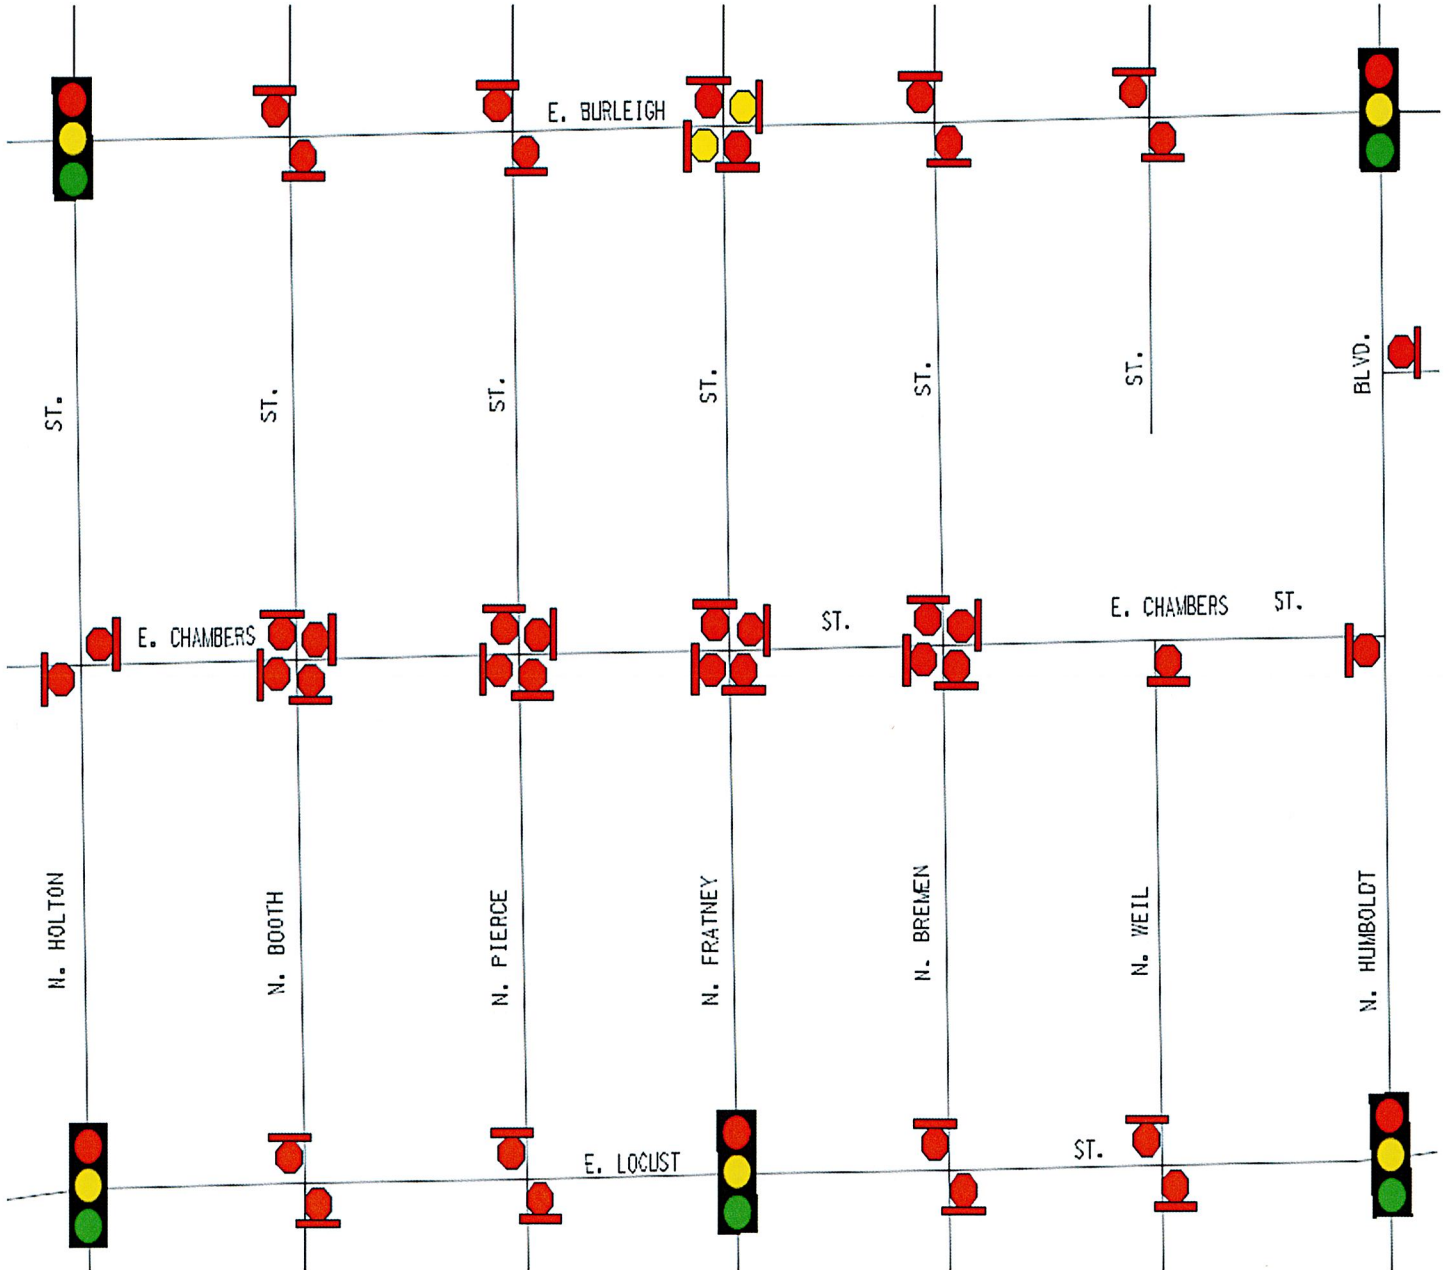 E. BURLEIGH
ST.
ST.
ST.
ST.
ST.
ST.
BLVD.
E. CHAMBERS
ST.
E. CHAMBERS
ST.
N. HOLTON
N. BOOTH
N. PIERCE
N. FRATNEY
N. BREMEN
N. WEIL
N. HUMBOLDT
E. LOCUST
ST.